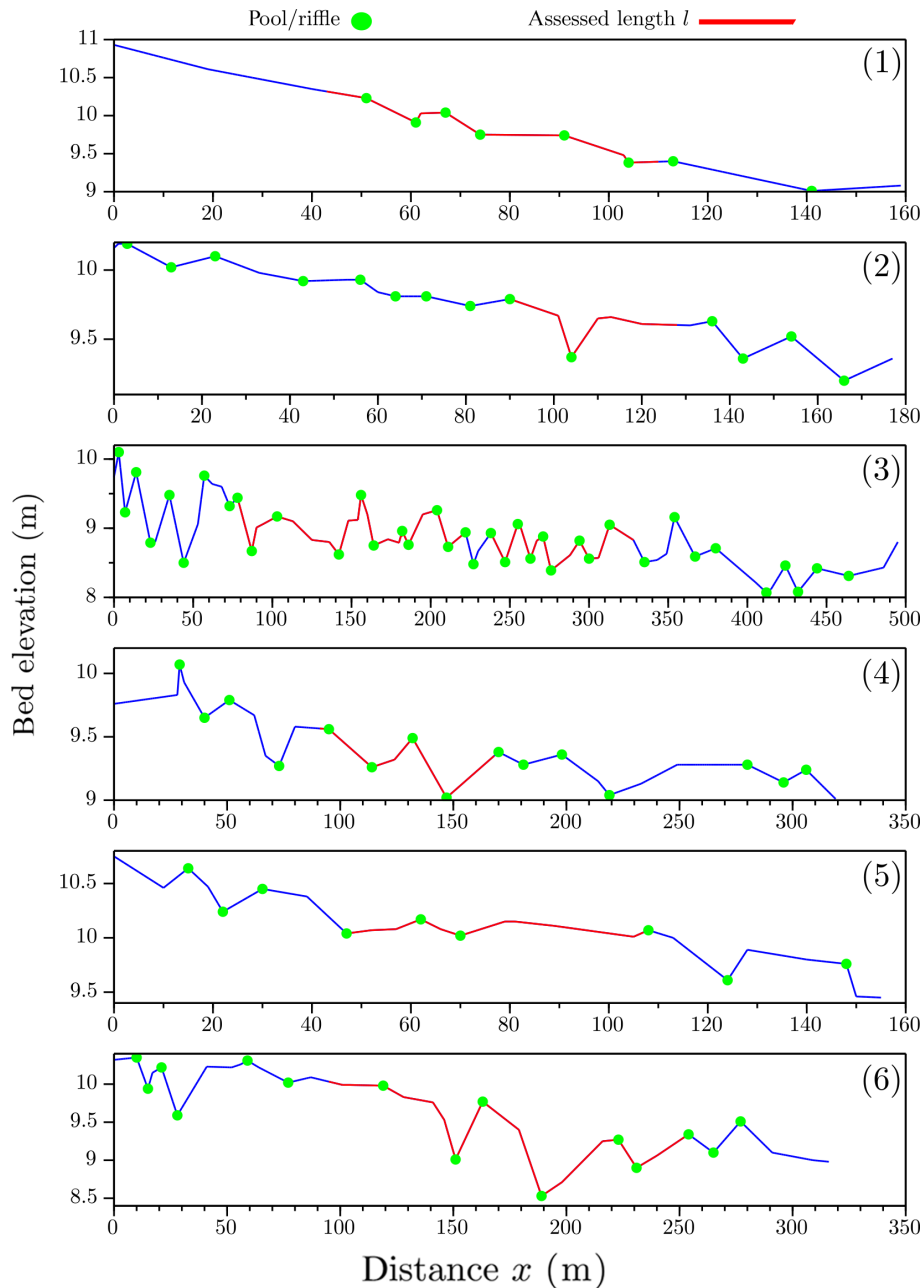 Pool/riffle Assessed length l
11
10.5
10
9.5
9
(1)
0 20 40 60 80 100 120 140 160
10
9.5
(2)
0 20 40 60 80 100 120 140 160 180
10
9
8
(3)
0 50 100 150 200 250 300 350 400 450 500
10
9.5
9
(4)
0 50 100 150 200 250 300 350
10.5
10
9.5
(5)
0 20 40 60 80 100 120 140 160
10
9.5
9
8.5
(6)
0 50 100 150 200 250 300 350
Bed elevation (m)
Distance x (m)